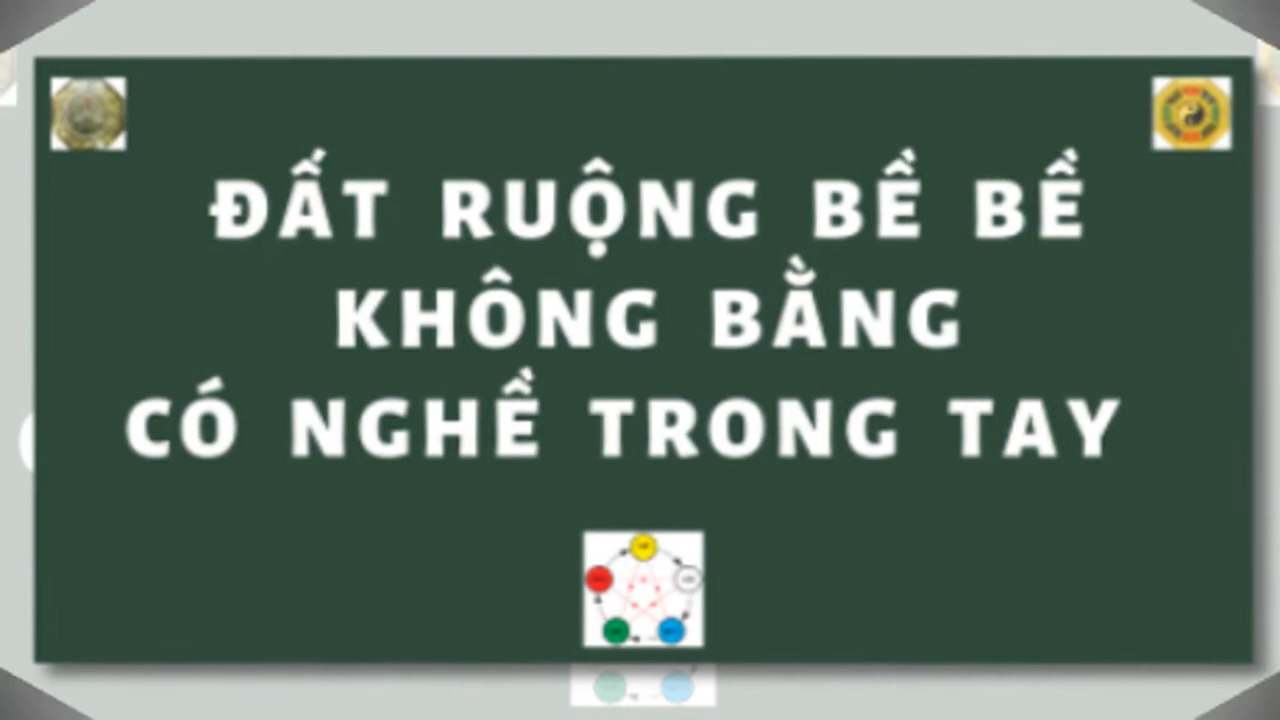 ĐẤT RUỘNG BỀ BỀ
KHÔNG BẰNG
CÓ NGHỀ TRONG TAY